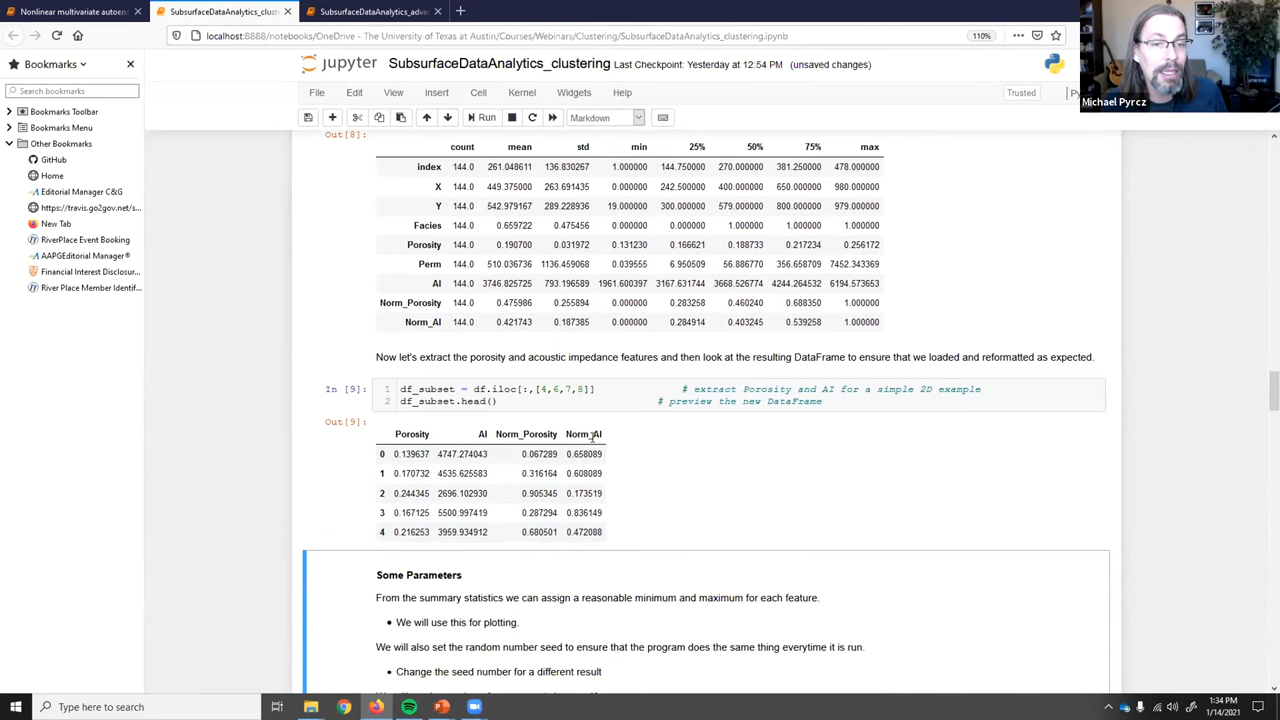 Nonlinear multivariate autoenc
SubsurfaceDataAnalytics_clust
SubsurfaceDataAnalytics_adva
localhost:8888/notebooks/OneDrive - The University of Texas at Austin/Courses/Webinars/Clustering/SubsurfaceDataAnalytics_clustering.ipynb
110%
Bookmarks
Search bookmarks
Bookmarks Toolbar
Bookmarks Menu
Other Bookmarks
GitHub
Home
Editorial Manager C&G
https://travis.go2gov.net/s...
New Tab
RiverPlace Event Booking
AAPGEditorial Manager®
Financial Interest Disclosur...
River Place Member Identif...
jupyter SubsurfaceDataAnalytics_clustering Last Checkpoint: Yesterday at 12:54 PM (unsaved changes)
File Edit View Insert Cell Kernel Widgets Help
Trusted
Run
Markdown
Michael Pyrcz
Out[8]:
count mean std min 25% 50% 75% max
index 144.0 261.048611 136.830267 1.000000 144.750000 270.000000 381.250000 478.000000
X 144.0 449.375000 263.691435 0.000000 242.500000 400.000000 650.000000 980.000000
Y 144.0 542.979167 289.228936 19.000000 300.000000 579.000000 800.000000 979.000000
Facies 144.0 0.659722 0.475456 0.000000 0.000000 1.000000 1.000000 1.000000
Porosity 144.0 0.190700 0.031972 0.131230 0.166621 0.188733 0.217234 0.256172
Perm 144.0 510.036736 1136.459068 0.039555 6.950509 56.886770 356.658709 7452.343369
AI 144.0 3746.825725 793.196589 1961.600397 3167.631744 3668.526774 4244.264532 6194.573653
Norm_Porosity 144.0 0.475986 0.255894 0.000000 0.283258 0.460240 0.688350 1.000000
Norm_AI 144.0 0.421743 0.187385 0.000000 0.284914 0.403245 0.539258 1.000000
Now let's extract the porosity and acoustic impedance features and then look at the resulting DataFrame to ensure that we loaded and reformatted as expected.
In [9]:
1 df_subset = df.iloc[:,[4,6,7,8]] # extract Porosity and AI for a simple 2D example
2 df_subset.head() # preview the new DataFrame
Out[9]:
Porosity AI Norm_Porosity Norm_AI
0 0.139637 4747.274043 0.067289 0.658089
1 0.170732 4535.625583 0.316164 0.608089
2 0.244345 2696.102930 0.905345 0.173519
3 0.167125 5500.997419 0.287294 0.836149
4 0.216253 3959.934912 0.680501 0.472088
Some Parameters
From the summary statistics we can assign a reasonable minimum and maximum for each feature.
• We will use this for plotting.
We will also set the random number seed to ensure that the program does the same thing everytime it is run.
• Change the seed number for a different result
Type here to search
1:34 PM
1/14/2021